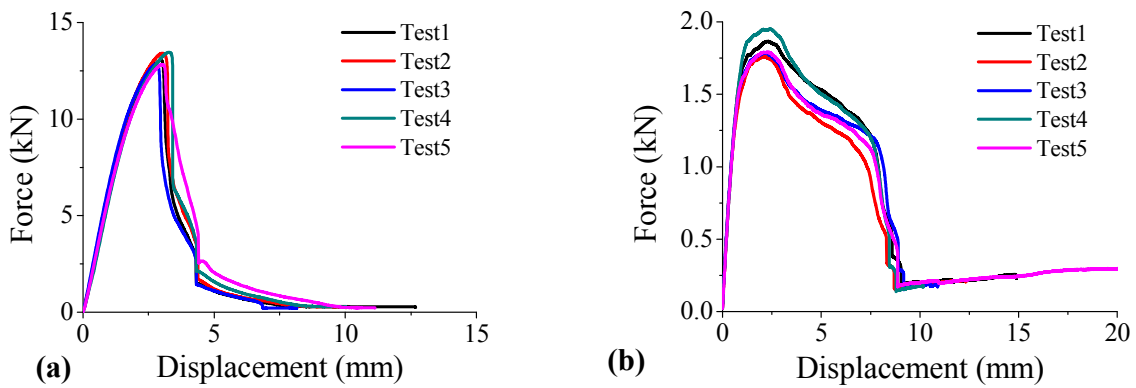 15
10
5
0
Force (kN)
0
5
10
15
Displacement (mm)
Test1
Test2
Test3
Test4
Test5
(a)
2.0
1.5
1.0
0.5
0.0
Force (kN)
0
5
10
15
20
Displacement (mm)
Test1
Test2
Test3
Test4
Test5
(b)